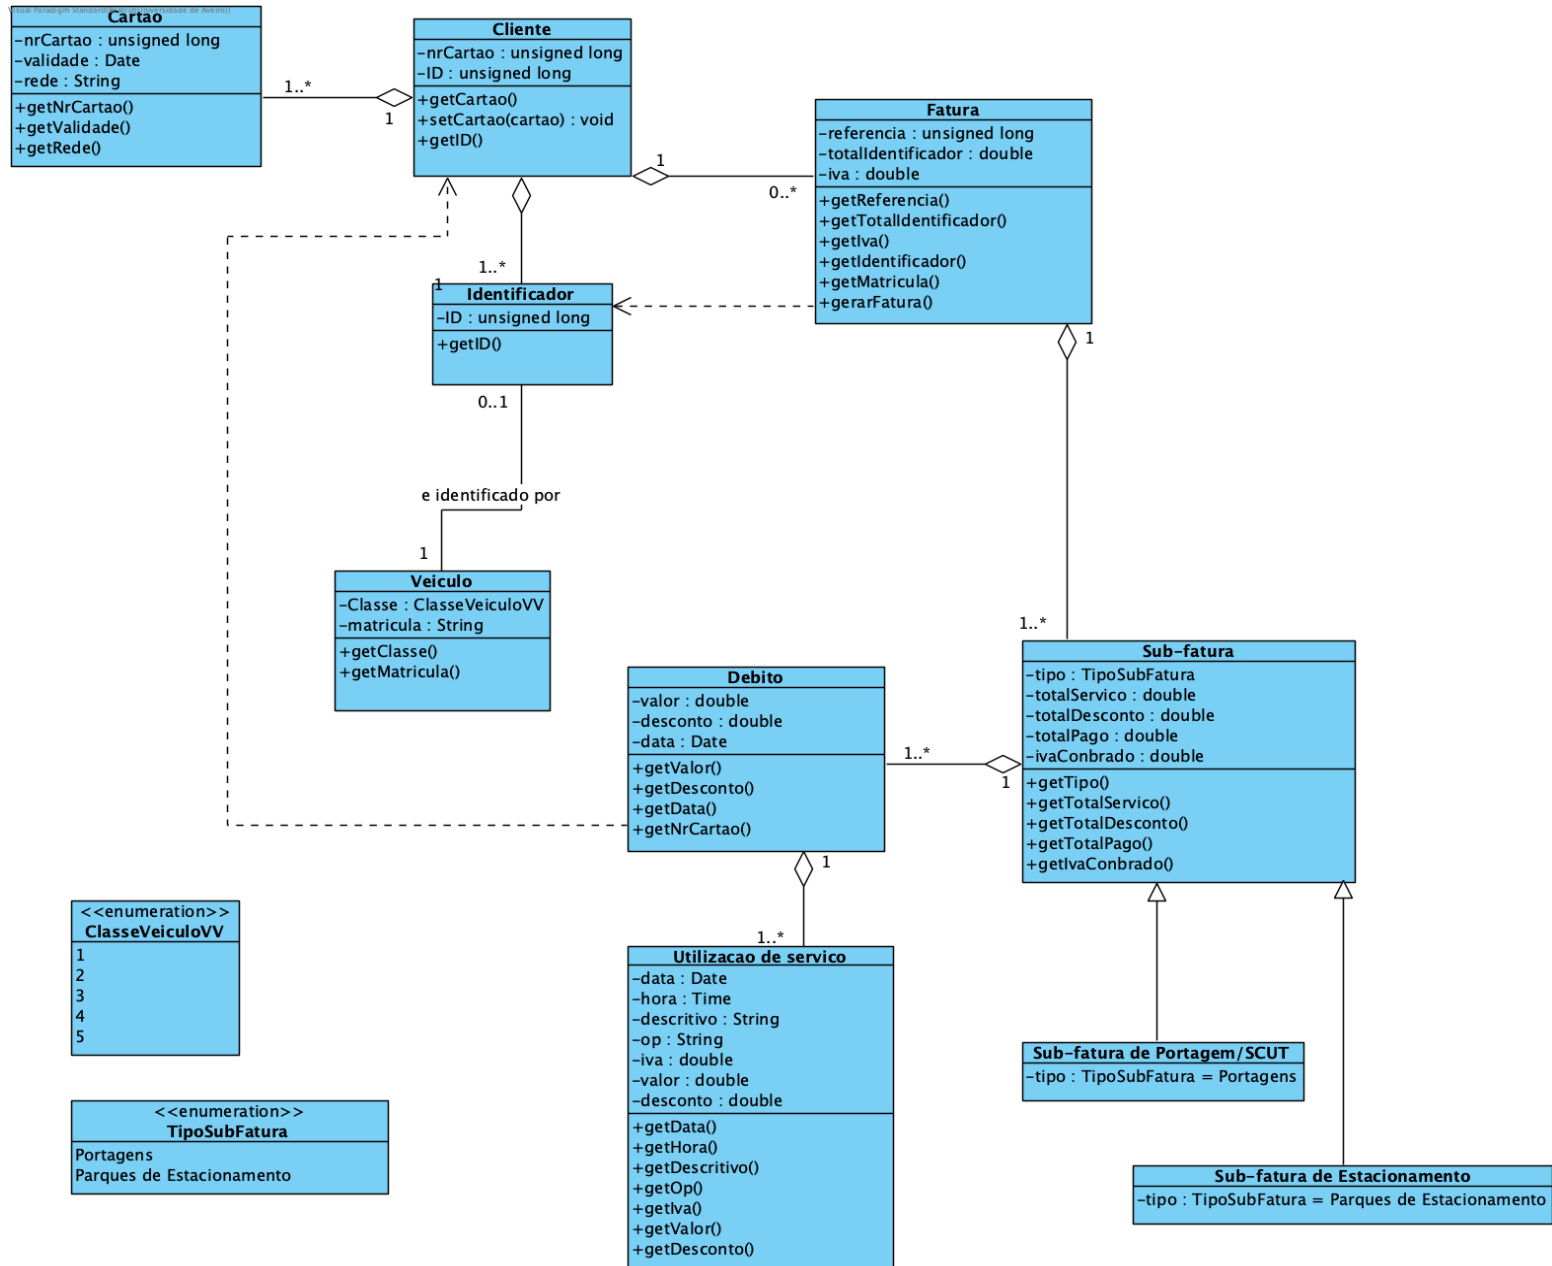 Visual Paradigm Standard (Universidade de Aveiro))
Cartao
-nrCartao : unsigned long
-validade : Date
-rede : String
+getNrCartao()
+getValidade()
+getRede()
1..*
1
Cliente
-nrCartao : unsigned long
-ID : unsigned long
+getCartao()
+setCartao(cartao) : void
+getID()
1
0..*
Fatura
-referencia : unsigned long
-totalIdentificador : double
-iva : double
+getReferencia()
+getTotalIdentificador()
+getIva()
+getIdentificador()
+getMatricula()
+gerarFatura()
1..*
1
Identificador
-ID : unsigned long
+getID()
0..1
e identificado por
1
Veiculo
-Classe : ClasseVeiculoVV
-matricula : String
+getClasse()
+getMatricula()
1
1..*
Sub-fatura
-tipo : TipoSubFatura
-totalServico : double
-totalDesconto : double
-totalPago : double
-ivaConbrado : double
+getTipo()
+getTotalServico()
+getTotalDesconto()
+getTotalPago()
+getIvaConbrado()
Debito
-valor : double
-desconto : double
-data : Date
+getValor()
+getDesconto()
+getData()
+getNrCartao()
1..*
1
1
1..*
Utilizacao de servico
-data : Date
-hora : Time
-descritivo : String
-op : String
-iva : double
-valor : double
-desconto : double
+getData()
+getHora()
+getDescritivo()
+getOp()
+getIva()
+getValor()
+getDesconto()
<<enumeration>>
ClasseVeiculoVV
1
2
3
4
5
<<enumeration>>
TipoSubFatura
Portagens
Parques de Estacionamento
Sub-fatura de Portagem/SCUT
-tipo : TipoSubFatura = Portagens
Sub-fatura de Estacionamento
-tipo : TipoSubFatura = Parques de Estacionamento